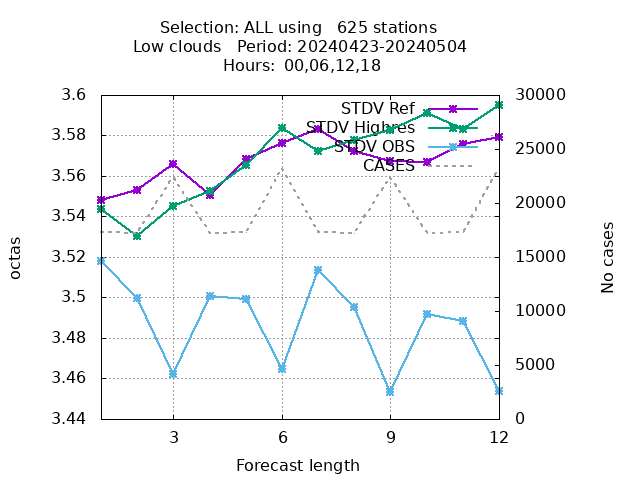 Selection: ALL using   625 stations
Low clouds   Period: 20240423-20240504
Hours:  00,06,12,18
3.6
3.58
3.56
3.54
3.52
3.5
3.48
3.46
3.44
30000
25000
20000
15000
10000
5000
0
STDV Ref
STDV Highres
STDV OBS
CASES
octas
No cases
3
6
9
12
Forecast length